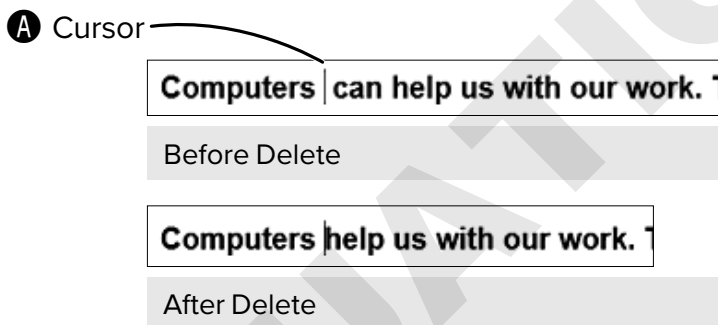 A Cursor
Computers can help us with our work.
Before Delete
Computers help us with our work.
After Delete